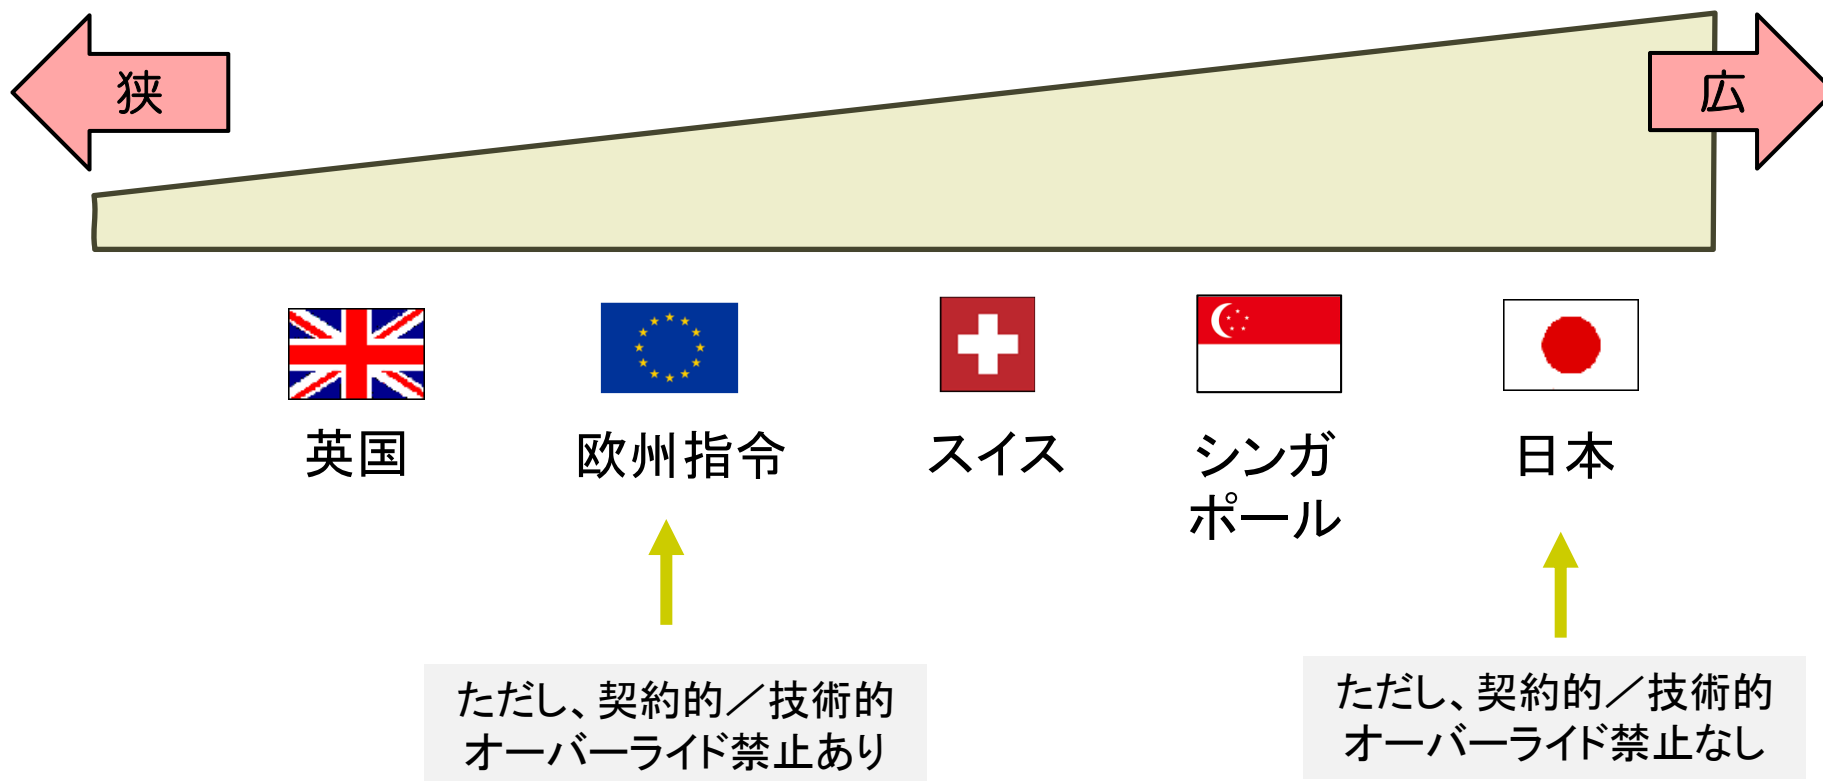 狭
広
英国
欧州指令
スイス
シンガ
ポール
日本
ただし、契約的／技術的
オーバーライド禁止あり
ただし、契約的／技術的
オーバーライド禁止なし